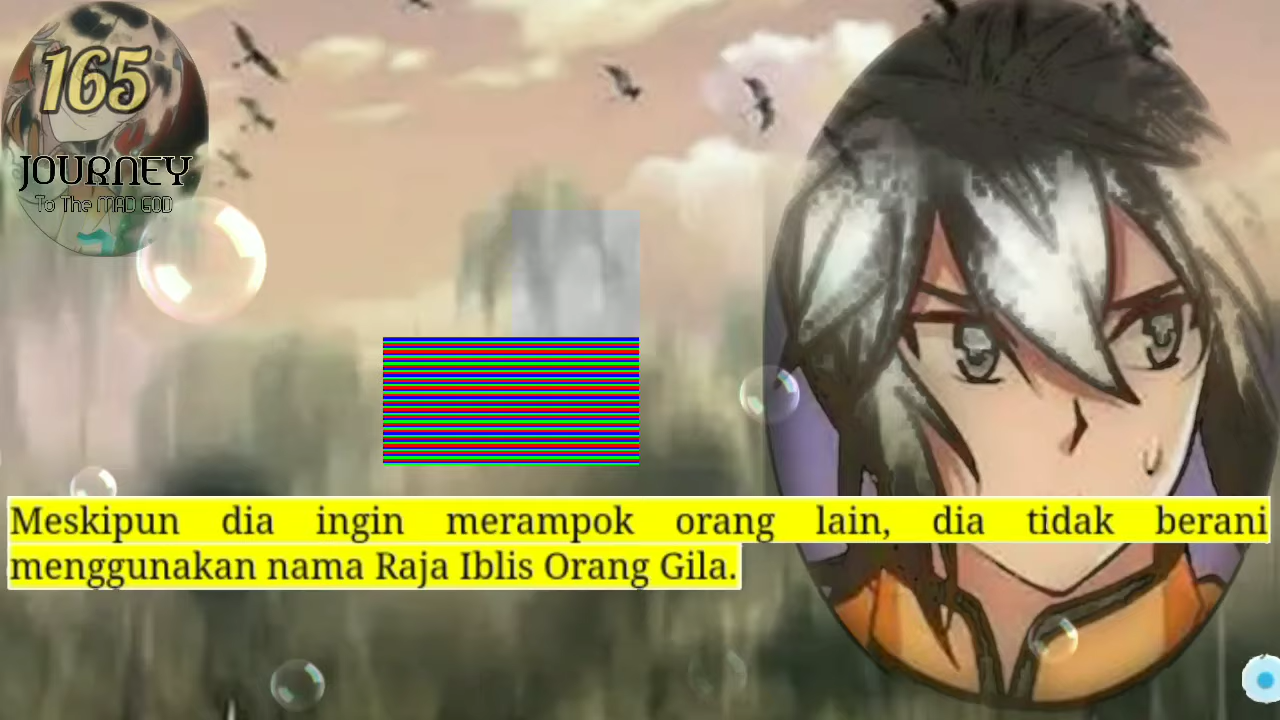 165
JOURNEY
To The MAD GOD
Meskipun dia ingin merampok orang lain, dia tidak berani
menggunakan nama Raja Iblis Orang Gila.